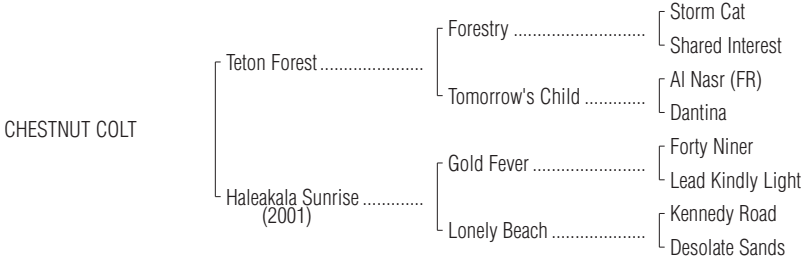 Storm Cat
Forestry ............................
Shared Interest
Teton Forest......................
Al Nasr (FR)
Tomorrow's Child .............
Dantina
CHESTNUT COLT
Forty Niner
Gold Fever ........................
Lead Kindly Light
Haleakala Sunrise .............
(2001)
Kennedy Road
Lonely Beach ....................
Desolate Sands